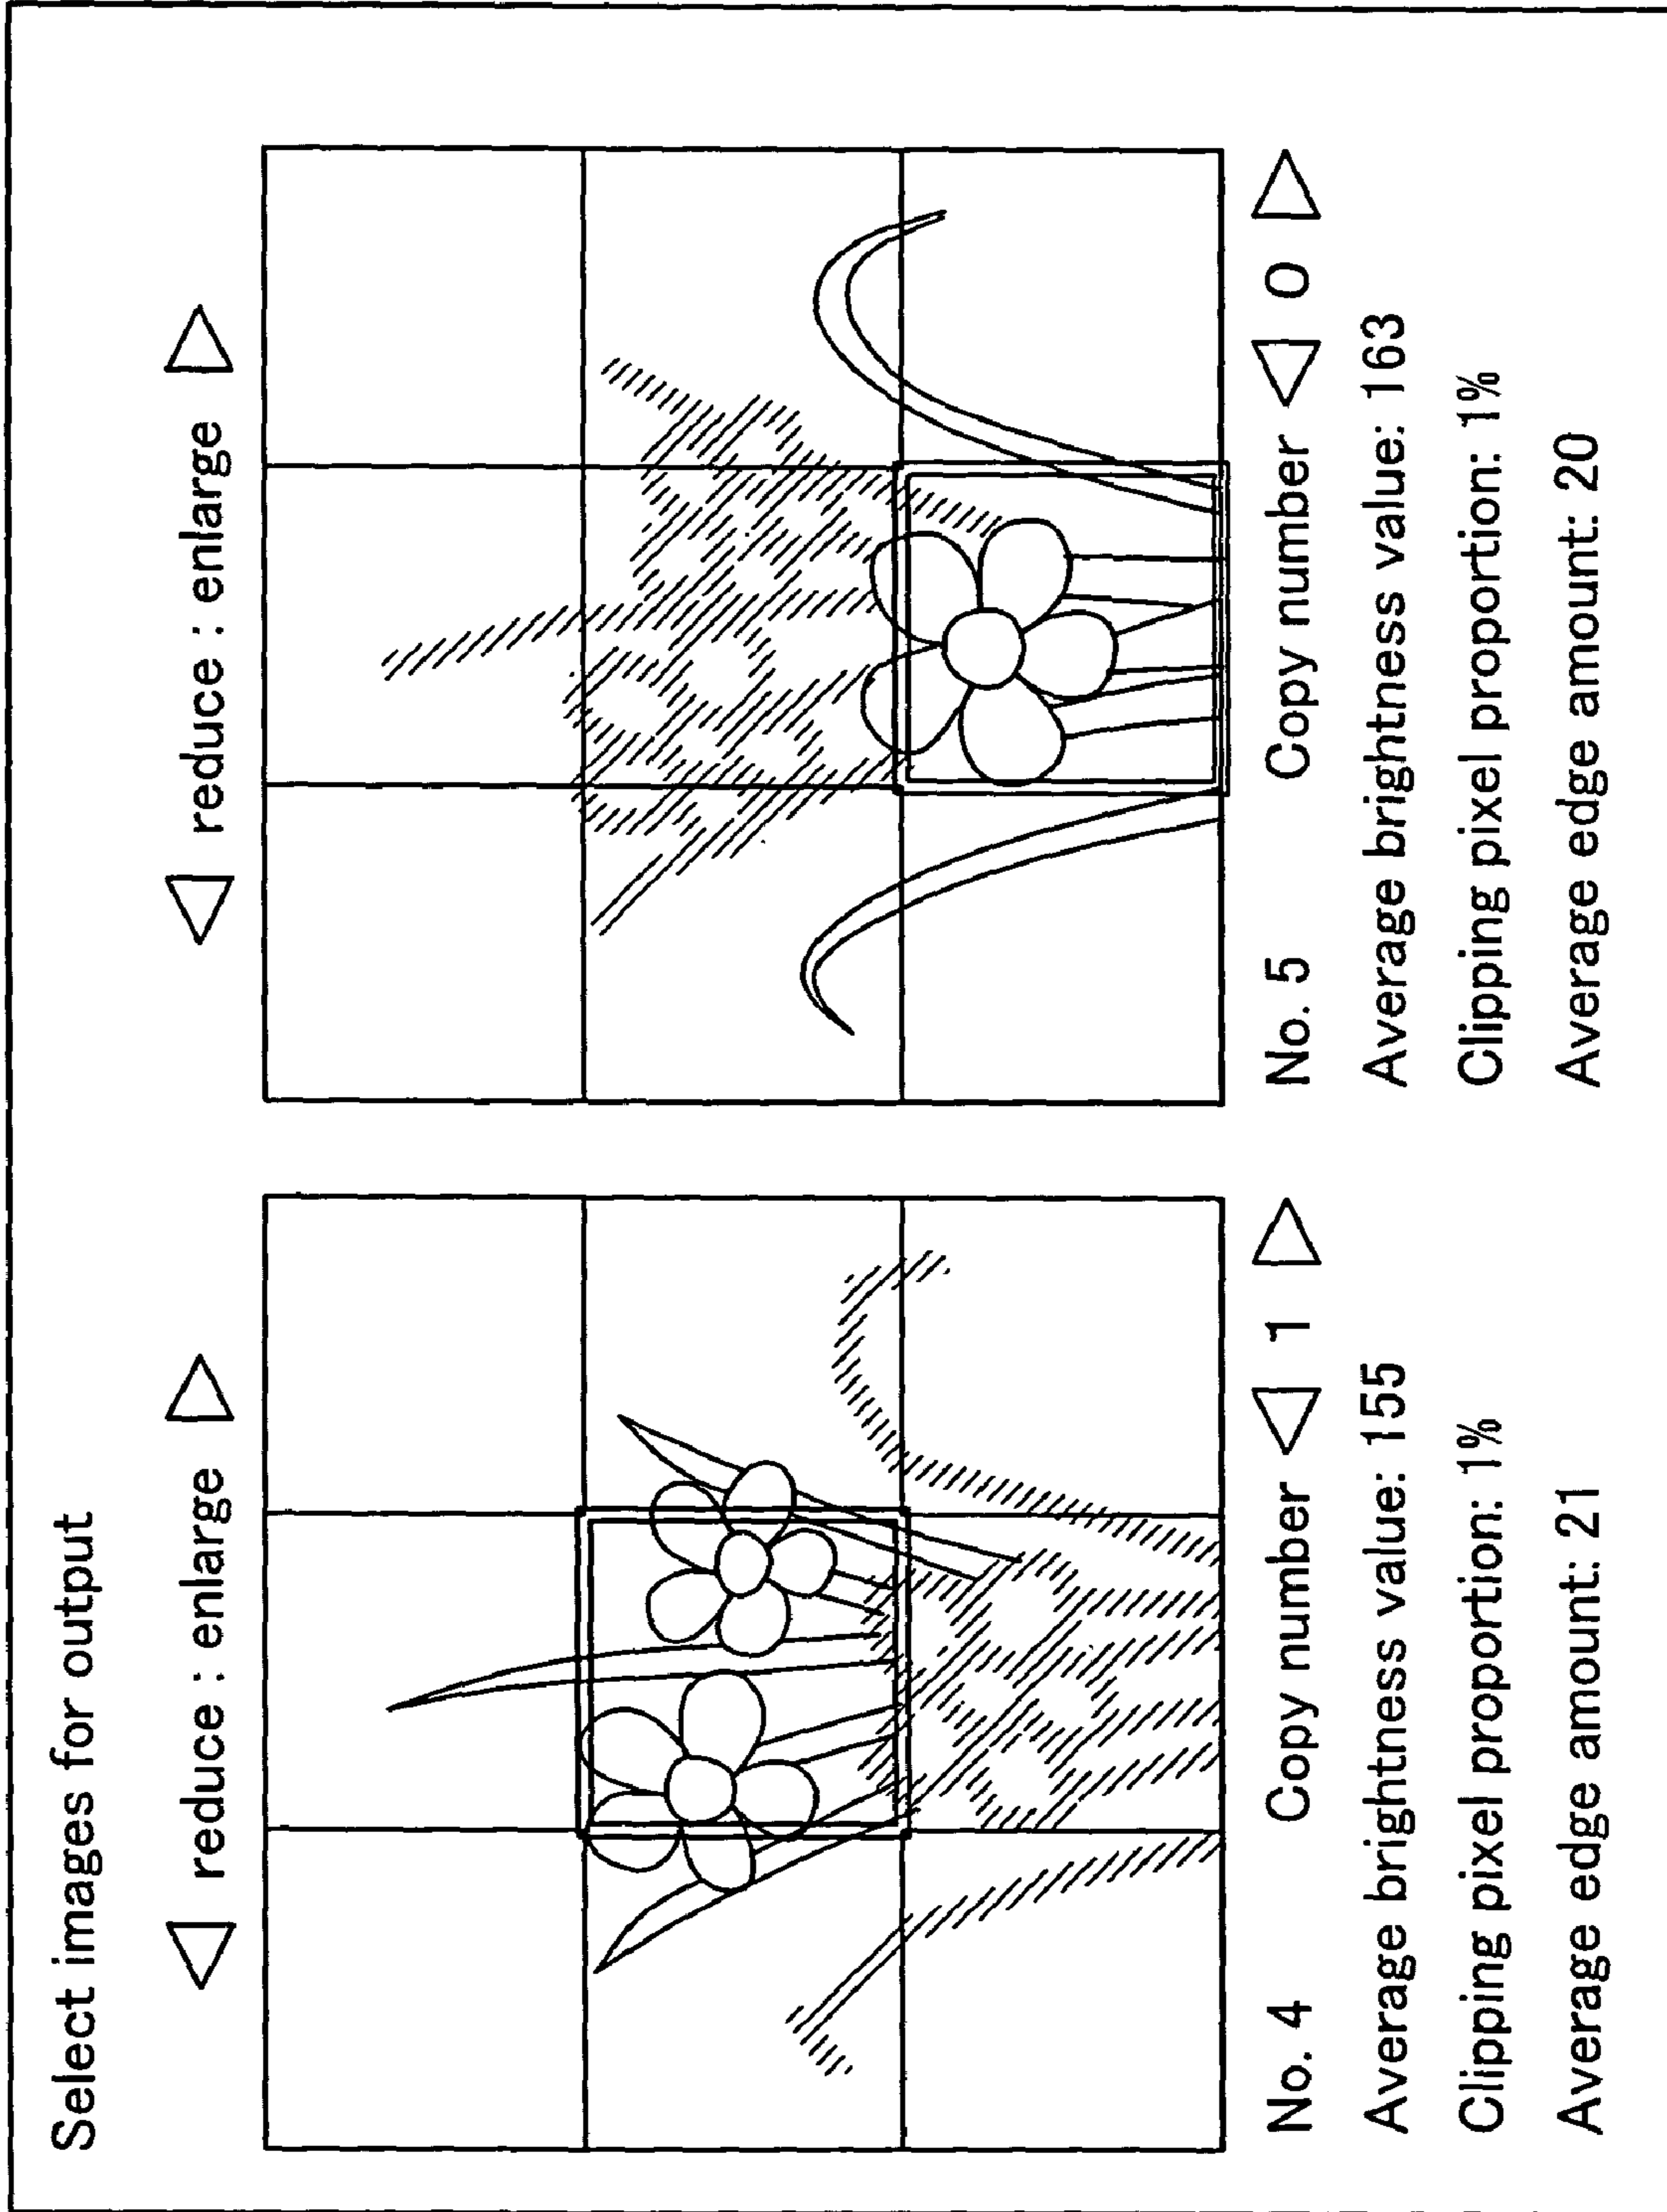 Select images for output
◁ reduce : enlarge ▷
No. 4 Copy number ◁ 1 ▷
Average brightness value: 155
Clipping pixel proportion: 1%
Average edge amount: 21
◁ reduce : enlarge ▷
No. 5 Copy number ◁ 0 ▷
Average brightness value: 163
Clipping pixel proportion: 1%
Average edge amount: 20